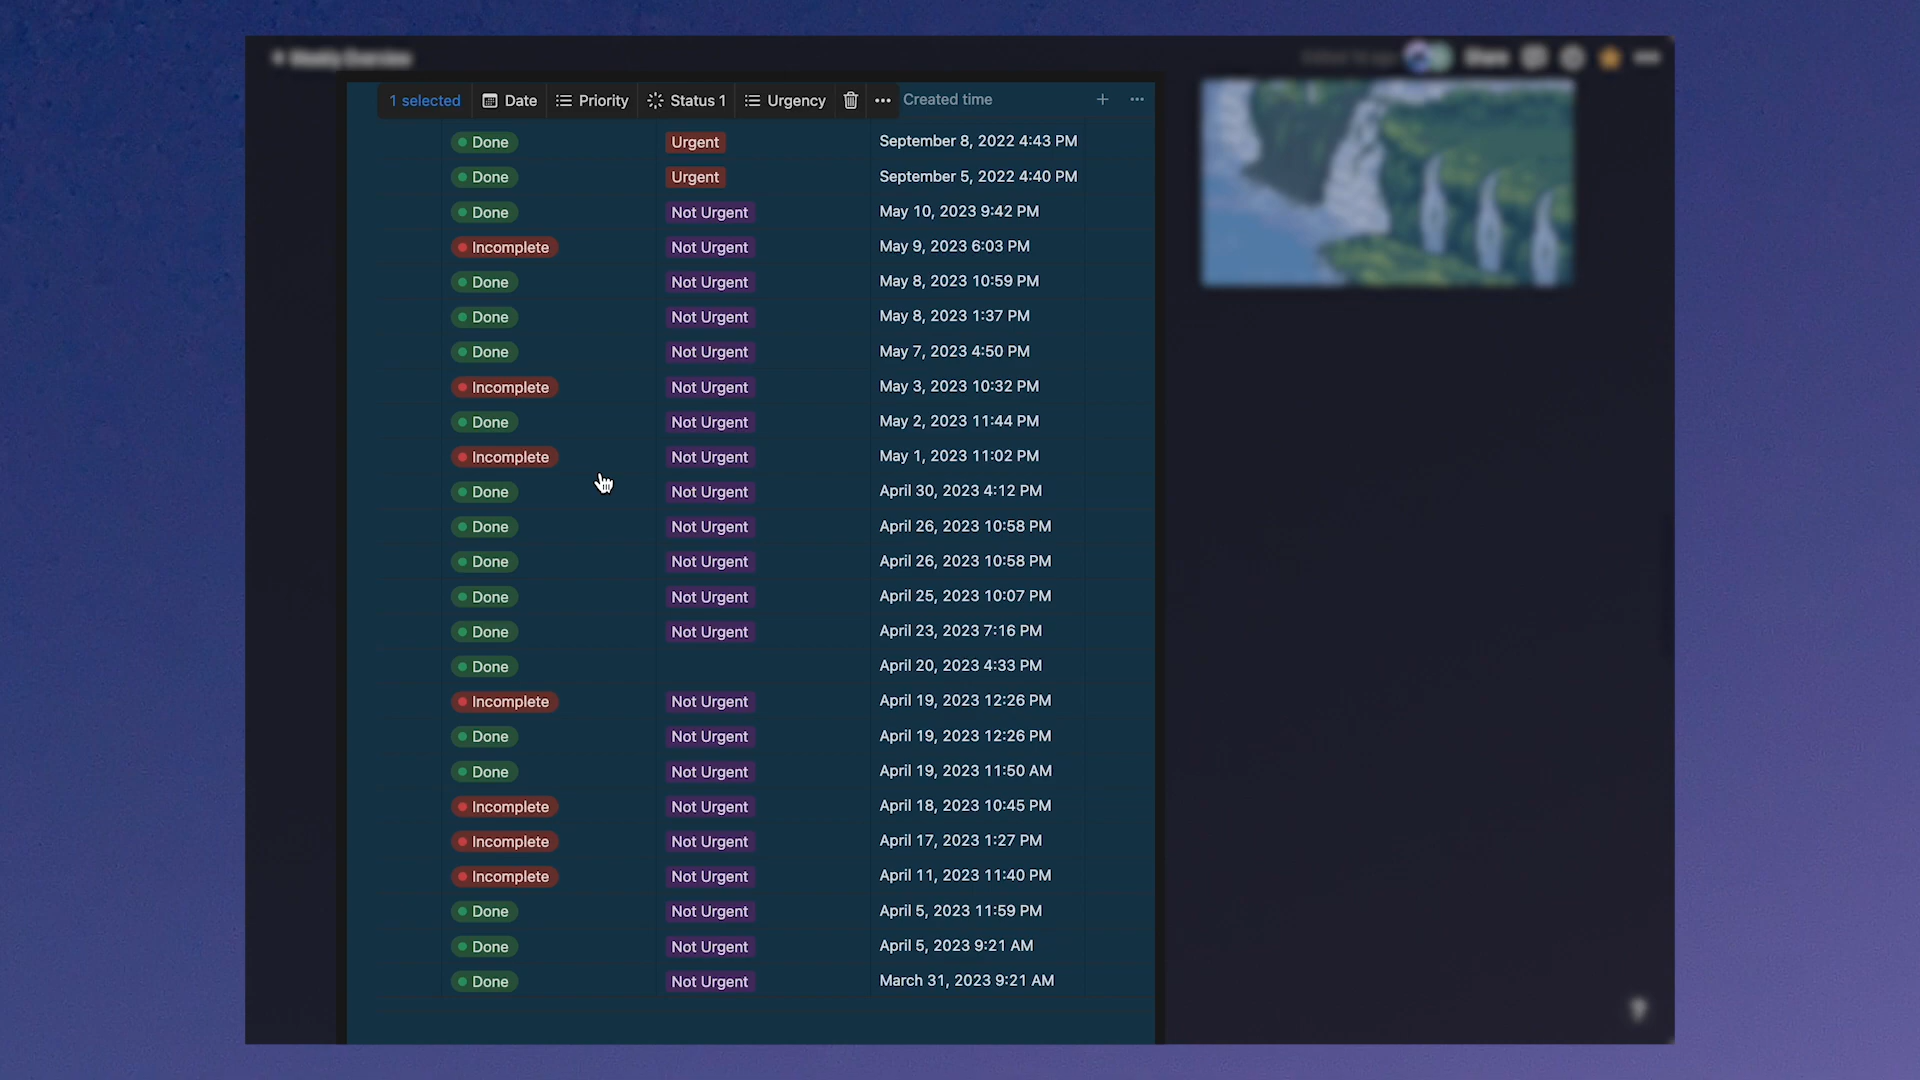 Weekly Overview
Share
1 selected Date Priority Status 1 Urgency ••• Created time + •••
Done Urgent September 8, 2022 4:43 PM
Done Urgent September 5, 2022 4:40 PM
Done Not Urgent May 10, 2023 9:42 PM
Incomplete Not Urgent May 9, 2023 6:03 PM
Done Not Urgent May 8, 2023 10:59 PM
Done Not Urgent May 8, 2023 1:37 PM
Done Not Urgent May 7, 2023 4:50 PM
Incomplete Not Urgent May 3, 2023 10:32 PM
Done Not Urgent May 2, 2023 11:44 PM
Incomplete Not Urgent May 1, 2023 11:02 PM
Done Not Urgent April 30, 2023 4:12 PM
Done Not Urgent April 26, 2023 10:58 PM
Done Not Urgent April 26, 2023 10:58 PM
Done Not Urgent April 25, 2023 10:07 PM
Done Not Urgent April 23, 2023 7:16 PM
Done April 20, 2023 4:33 PM
Incomplete Not Urgent April 19, 2023 12:26 PM
Done Not Urgent April 19, 2023 12:26 PM
Done Not Urgent April 19, 2023 11:50 AM
Incomplete Not Urgent April 18, 2023 10:45 PM
Incomplete Not Urgent April 17, 2023 1:27 PM
Incomplete Not Urgent April 11, 2023 11:40 PM
Done Not Urgent April 5, 2023 11:59 PM
Done Not Urgent April 5, 2023 9:21 AM
Done Not Urgent March 31, 2023 9:21 AM
?